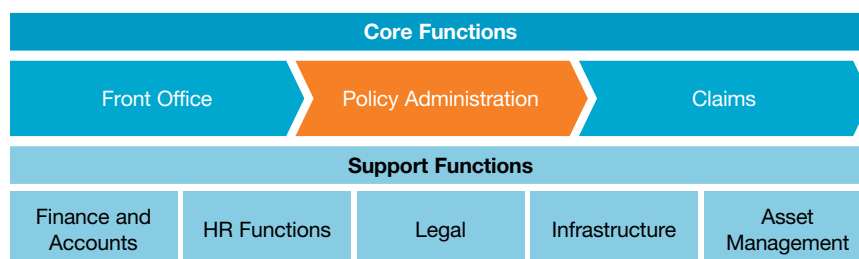 Core Functions
Front Office
Policy Administration
Claims
Support Functions
Finance and
Accounts
HR Functions
Legal
Infrastructure
Asset
Management